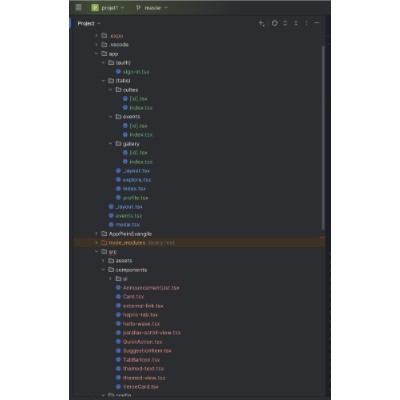 P projet1 master
Project
.expo
.vscode
app
(auth)
sign-in.tsx
(tabs)
cultes
[id].tsx
index.tsx
events
[id].tsx
index.tsx
gallery
[id].tsx
index.tsx
_layout.tsx
explore.tsx
index.tsx
profile.tsx
_layout.tsx
events.tsx
modal.tsx
node_modules library root
src
assets
components
ui
AnnouncementList.tsx
Card.tsx
external-link.tsx
haptic-tab.tsx
hello-wave.tsx
parallax-scroll-view.tsx
QuickAction.tsx
SuggestionItem.tsx
TabBarIcon.tsx
themed-text.tsx
themed-view.tsx
VerseCard.tsx
config